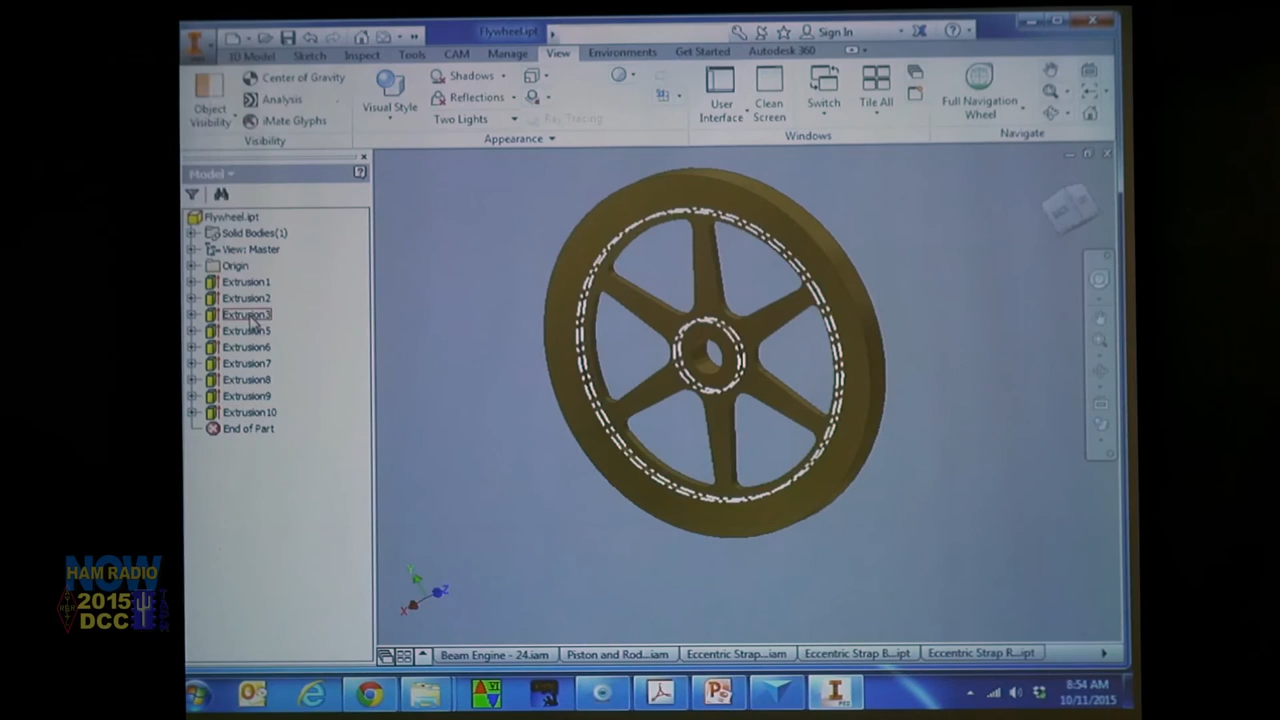 Flywheel.ipt
Sign In
3D Model Sketch Inspect Tools CAM Manage View Environments Get Started Autodesk 360
Object Visibility
Center of Gravity
Analysis
iMate Glyphs
Visibility
Visual Style
Shadows
Reflections
Two Lights
Ray Tracing
Appearance
User Interface
Clean Screen
Switch
Tile All
Windows
Full Navigation Wheel
Navigate
Model
Flywheel.ipt
Solid Bodies(1)
View: Master
Origin
Extrusion1
Extrusion2
Extrusion3
Extrusion5
Extrusion6
Extrusion7
Extrusion8
Extrusion9
Extrusion10
End of Part
Y
Z
X
NOW
HAM RADIO
2015
DCC
Beam Engine - 24.iam
Piston and Rod...iam
Eccentric Strap...iam
Eccentric Strap B...ipt
Eccentric Strap R...ipt
8:54 AM
10/11/2015